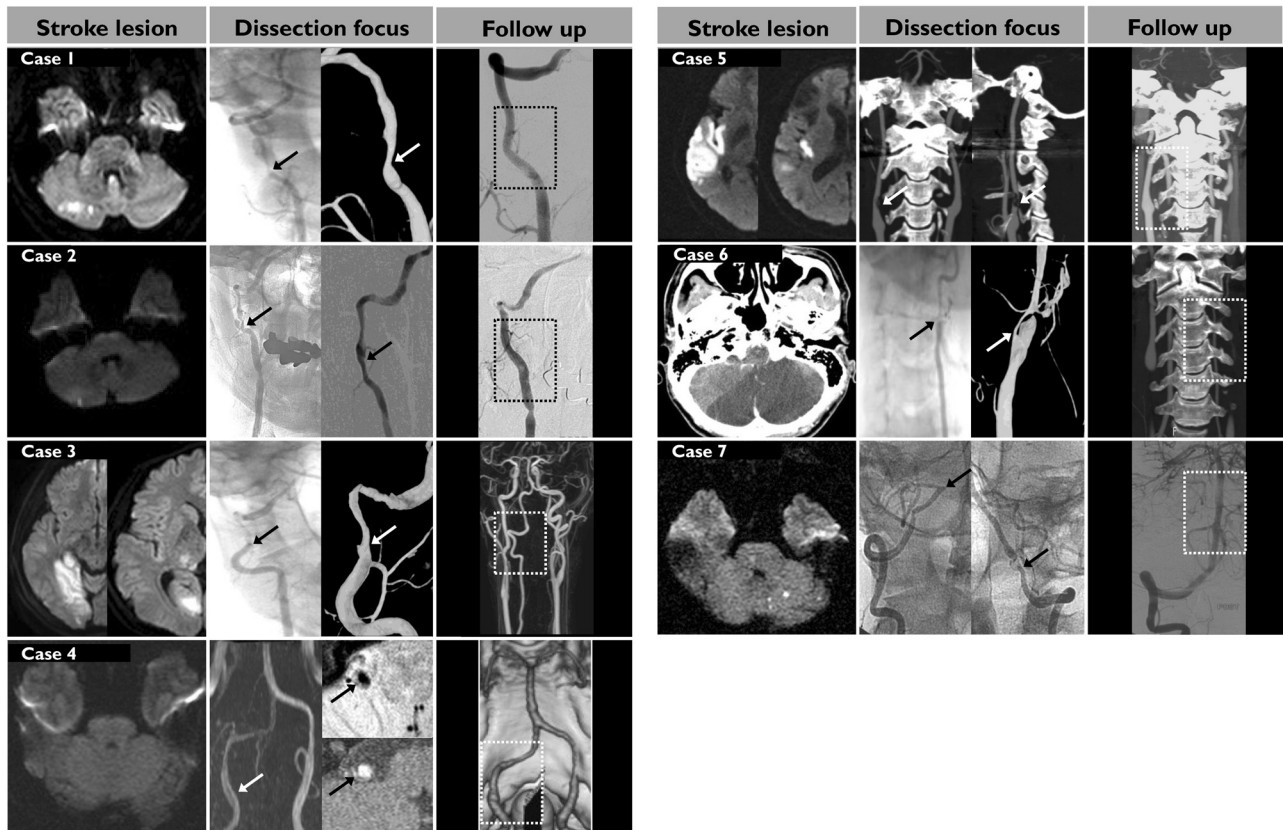 Stroke lesion Dissection focus Follow up
Case 1
Case 2
Case 3
Case 4
Stroke lesion Dissection focus Follow up
Case 5
Case 6
Case 7
POST